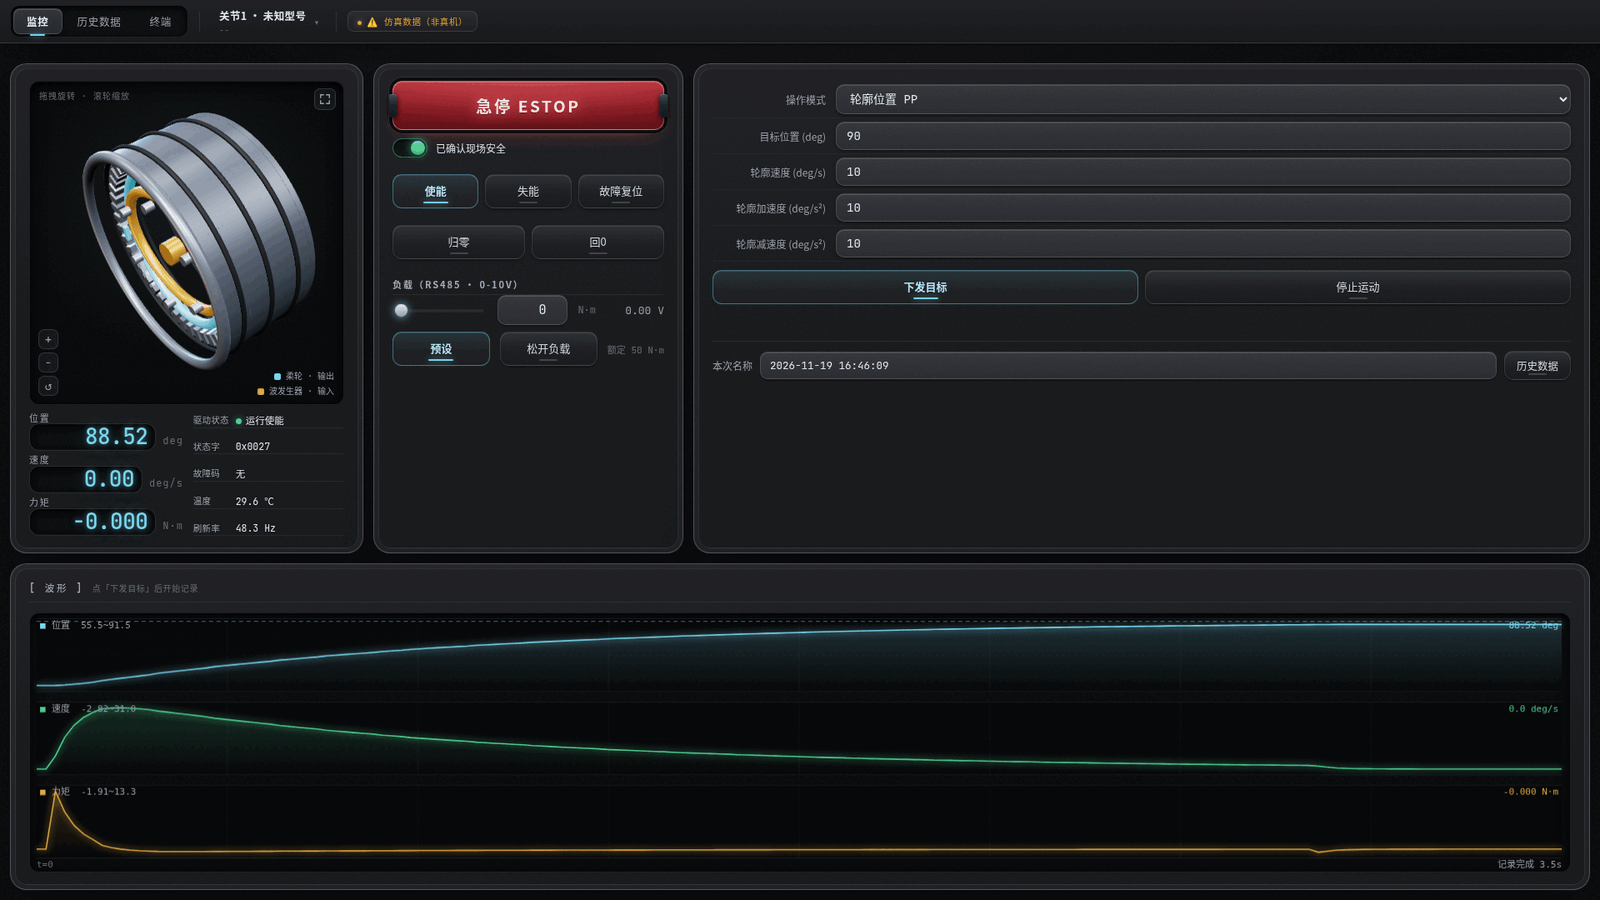 监控 历史数据 终端 关节1 · 未知型号 ⚠ 仿真数据（非真机）
--
拖拽旋转 · 滚轮缩放
+
-
↺
柔轮 · 输出
波发生器 · 输入
位置
88.52 deg
速度
0.00 deg/s
力矩
-0.000 N·m
驱动状态 运行使能
状态字 0x0027
故障码 无
温度 29.6 ℃
刷新率 48.3 Hz
急停 ESTOP
已确认现场安全
使能 失能 故障复位
归零 回0
负载 (RS485 · 0-10V)
0 N·m 0.00 V
预设 松开负载 额定 50 N·m
操作模式 轮廓位置 PP
目标位置 (deg) 90
轮廓速度 (deg/s) 10
轮廓加速度 (deg/s²) 10
轮廓减速度 (deg/s²) 10
下发目标 停止运动
本次名称 2026-11-19 16:46:09 历史数据
[ 波形 ] 点「下发目标」后开始记录
位置 55.5~91.5 88.52 deg
速度 -2.82~31.0 0.0 deg/s
力矩 -1.91~13.3 -0.000 N·m
t=0 记录完成 3.5s